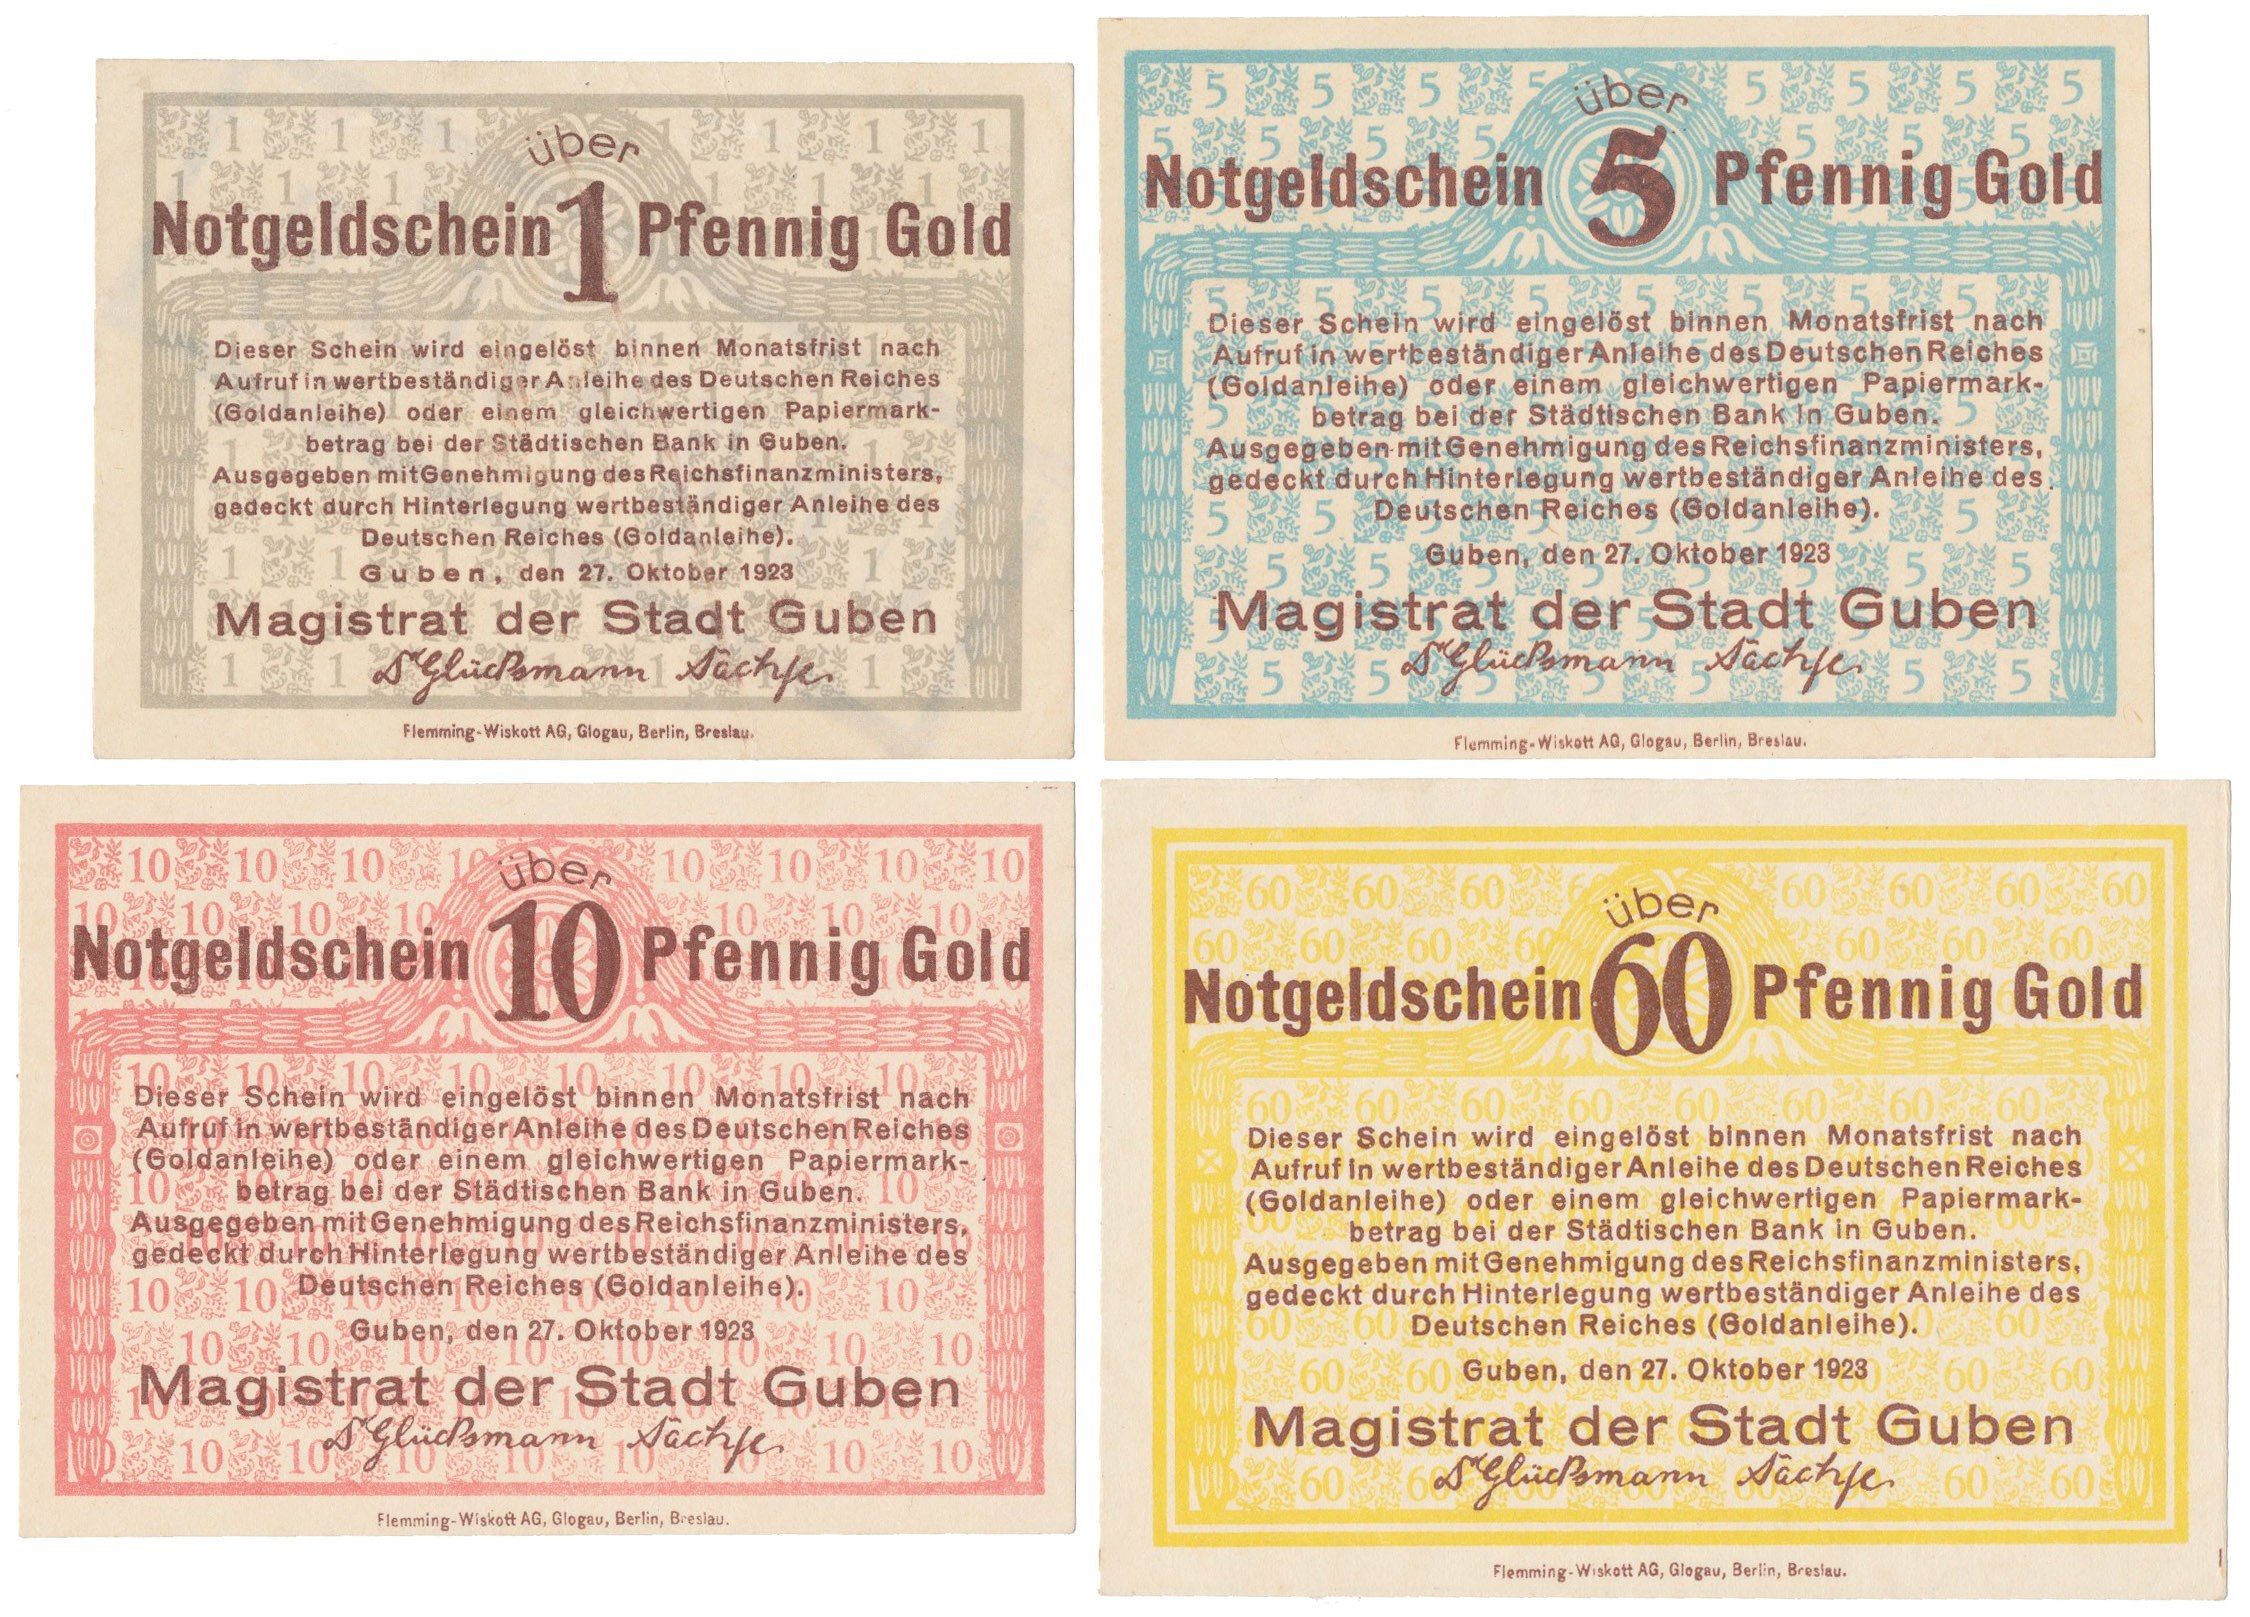 über
Notgeldschein 1 Pfennig Gold
Dieser Schein wird eingelöst binnen Monatsfrist nach
Aufruf in wertbeständiger Anleihe des Deutschen Reiches
(Goldanleihe) oder einem gleichwertigen Papiermark-
betrag bei der Städtischen Bank in Guben.
Ausgegeben mit Genehmigung des Reichsfinanzministers,
gedeckt durch Hinterlegung wertbeständiger Anleihe des
Deutschen Reiches (Goldanleihe).
Guben, den 27. Oktober 1923
Magistrat der Stadt Guben
Dr Glücksmann Sachse
Flemming-Wiskott AG, Glogau, Berlin, Breslau.
über
Notgeldschein 5 Pfennig Gold
Dieser Schein wird eingelöst binnen Monatsfrist nach
Aufruf in wertbeständiger Anleihe des Deutschen Reiches
(Goldanleihe) oder einem gleichwertigen Papiermark-
betrag bei der Städtischen Bank in Guben.
Ausgegeben mit Genehmigung des Reichsfinanzministers,
gedeckt durch Hinterlegung wertbeständiger Anleihe des
Deutschen Reiches (Goldanleihe).
Guben, den 27. Oktober 1923
Magistrat der Stadt Guben
Dr Glücksmann Sachse
Flemming-Wiskott AG, Glogau, Berlin, Breslau.
über
Notgeldschein 10 Pfennig Gold
Dieser Schein wird eingelöst binnen Monatsfrist nach
Aufruf in wertbeständiger Anleihe des Deutschen Reiches
(Goldanleihe) oder einem gleichwertigen Papiermark-
betrag bei der Städtischen Bank in Guben.
Ausgegeben mit Genehmigung des Reichsfinanzministers,
gedeckt durch Hinterlegung wertbeständiger Anleihe des
Deutschen Reiches (Goldanleihe).
Guben, den 27. Oktober 1923
Magistrat der Stadt Guben
Dr Glücksmann Sachse
Flemming-Wiskott AG, Glogau, Berlin, Breslau.
über
Notgeldschein 60 Pfennig Gold
Dieser Schein wird eingelöst binnen Monatsfrist nach
Aufruf in wertbeständiger Anleihe des Deutschen Reiches
(Goldanleihe) oder einem gleichwertigen Papiermark-
betrag bei der Städtischen Bank in Guben.
Ausgegeben mit Genehmigung des Reichsfinanzministers,
gedeckt durch Hinterlegung wertbeständiger Anleihe des
Deutschen Reiches (Goldanleihe).
Guben, den 27. Oktober 1923
Magistrat der Stadt Guben
Dr Glücksmann Sachse
Flemming-Wiskott AG, Glogau, Berlin, Breslau.